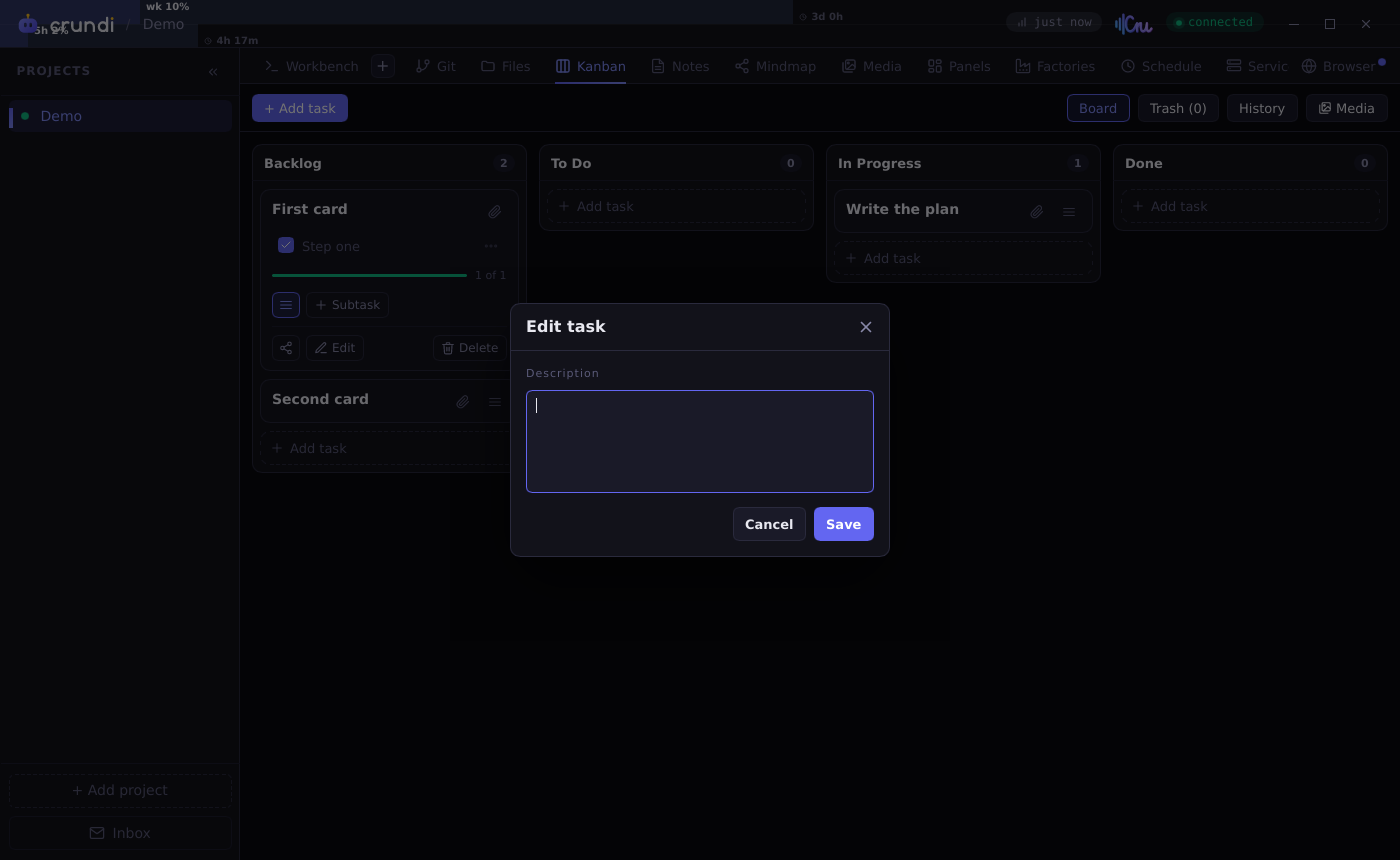 wk 10%
crundi / Demo
5h 2%
3d 0h
4h 17m
just now
Cru
connected
PROJECTS
Workbench
Git
Files
Kanban
Notes
Mindmap
Media
Panels
Factories
Schedule
Servic
Browser
Demo
+ Add task
Board
Trash (0)
History
Media
Backlog 2
To Do 0
In Progress 1
Done 0
First card
Step one
1 of 1
+ Subtask
Edit
Delete
Second card
+ Add task
+ Add task
Write the plan
+ Add task
+ Add task
Edit task
Description
Cancel
Save
+ Add project
Inbox